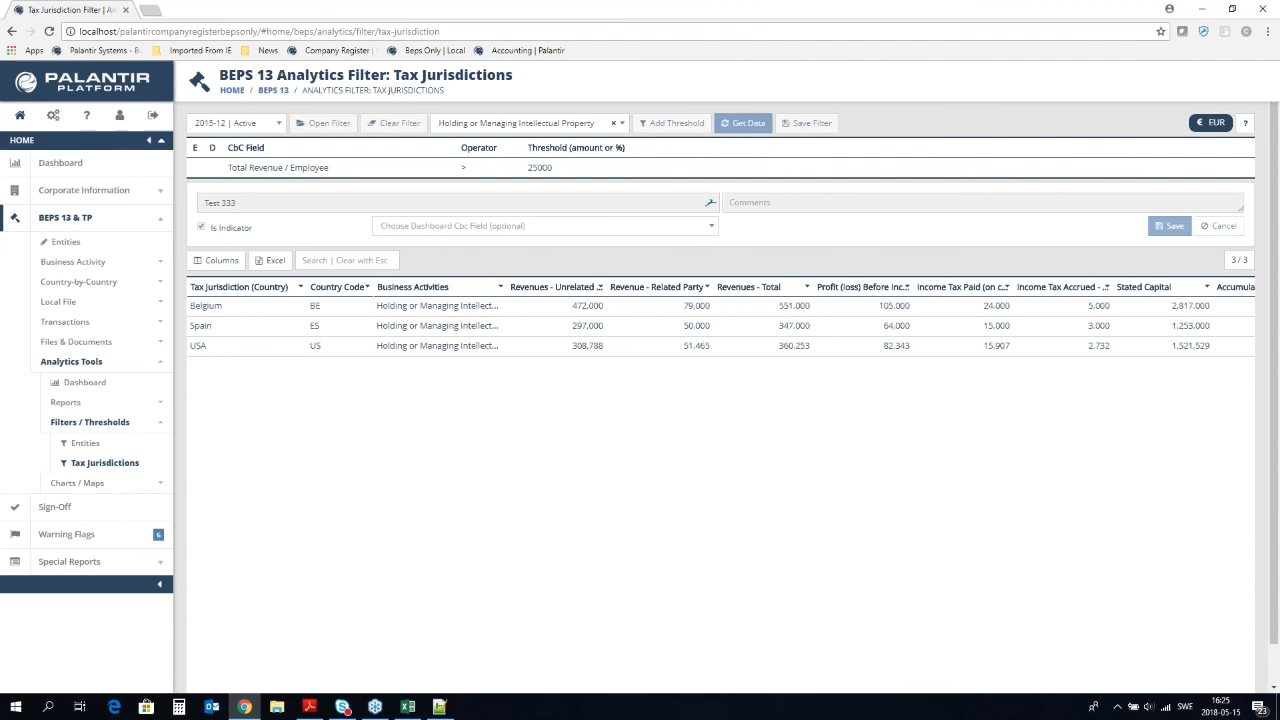 Tax Jurisdiction Filter | An
localhost/palantircompanyregisterbepsonly/#home/beps/analytics/filter/tax-jurisdiction
Apps Palantir Systems - B Imported From IE News Company Register | Beps Only | Local Accounting | Palantir
PALANTIR
PLATFORM
BEPS 13 Analytics Filter: Tax Jurisdictions
HOME / BEPS 13 / ANALYTICS FILTER: TAX JURISDICTIONS
HOME
Dashboard
Corporate Information
BEPS 13 & TP
Entities
Business Activity
Country-by-Country
Local File
Transactions
Files & Documents
Analytics Tools
Dashboard
Reports
Filters / Thresholds
Entities
Tax Jurisdictions
Charts / Maps
Sign-Off
Warning Flags 6
Special Reports
2015-12 | Active Open Filter Clear Filter Holding or Managing Intellectual Property × Add Threshold Get Data Save Filter € EUR ?
E D CbC Field Operator Threshold (amount or %)
Total Revenue / Employee > 25000
Test 333 Comments
Is Indicator Choose Dashboard Cbc Field (optional) Save Cancel
Columns Excel Search | Clear with Esc 3 / 3
Tax Jurisdiction (Country) Country Code Business Activities Revenues - Unrelated ... Revenue - Related Party Revenues - Total Profit (loss) Before Inc... Income Tax Paid (on c... Income Tax Accrued - ... Stated Capital Accumula
Belgium BE Holding or Managing Intellect... 472.000 79.000 551.000 105.000 24.000 5.000 2.817.000
Spain ES Holding or Managing Intellect... 297.000 50.000 347.000 64.000 15.000 3.000 1.253.000
USA US Holding or Managing Intellect... 308.788 51.465 360.253 82.343 15.907 2.732 1.521.529
SWE
16:25
2018-05-15
23